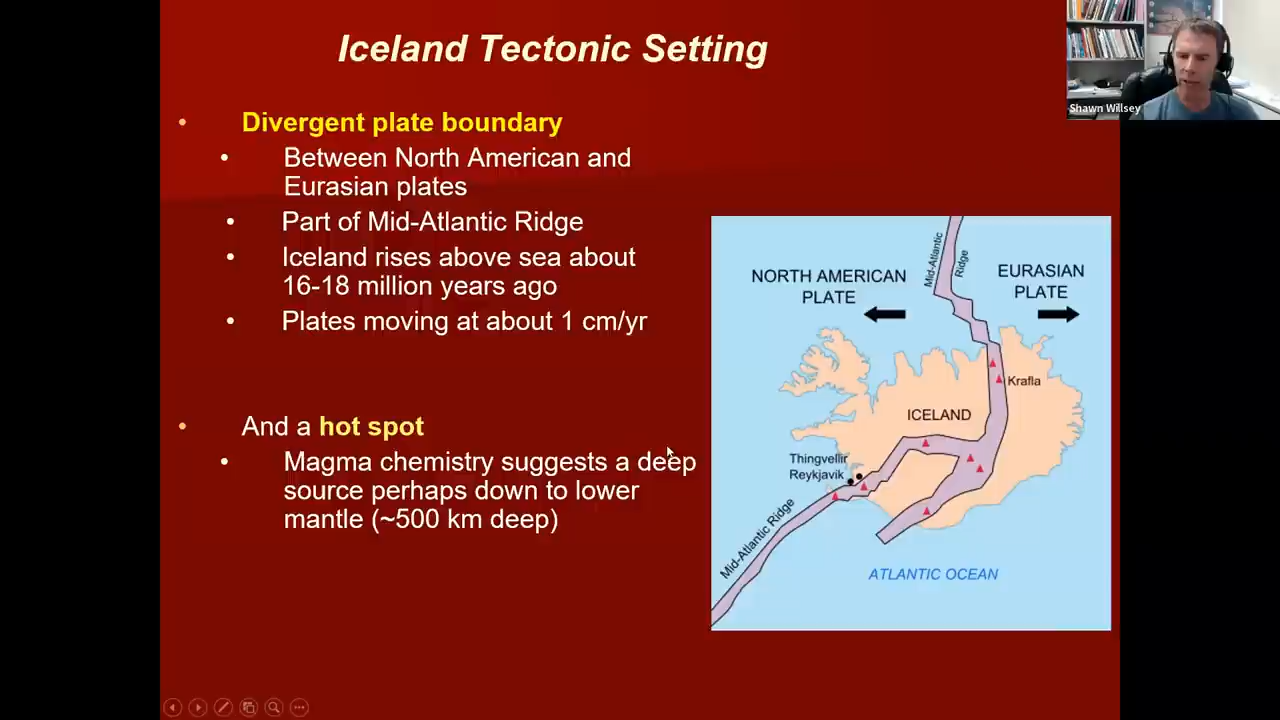 Iceland Tectonic Setting
Shawn Willsey
• Divergent plate boundary
• Between North American and
Eurasian plates
• Part of Mid-Atlantic Ridge
• Iceland rises above sea about
16-18 million years ago
• Plates moving at about 1 cm/yr
• And a hot spot
• Magma chemistry suggests a deep
source perhaps down to lower
mantle (~500 km deep)
Mid-Atlantic
Ridge
NORTH AMERICAN
PLATE
EURASIAN
PLATE
Krafla
ICELAND
Thingvellir
Reykjavik
Mid-Atlantic Ridge
ATLANTIC OCEAN